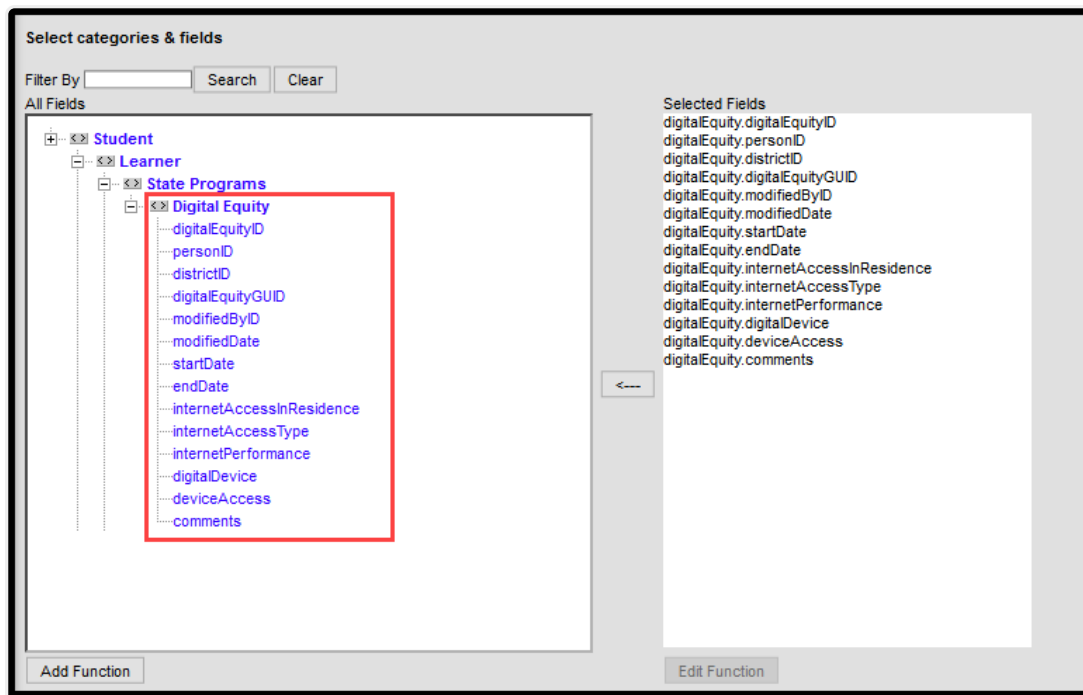 Select categories & fields
Filter By Search Clear
All Fields
Student
Learner
State Programs
Digital Equity
digitalEquityID
personID
districtID
digitalEquityGUID
modifiedByID
modifiedDate
startDate
endDate
internetAccessInResidence
internetAccessType
internetPerformance
digitalDevice
deviceAccess
comments
Add Function
<---
Selected Fields
digitalEquity.digitalEquityID
digitalEquity.personID
digitalEquity.districtID
digitalEquity.digitalEquityGUID
digitalEquity.modifiedByID
digitalEquity.modifiedDate
digitalEquity.startDate
digitalEquity.endDate
digitalEquity.internetAccessInResidence
digitalEquity.internetAccessType
digitalEquity.internetPerformance
digitalEquity.digitalDevice
digitalEquity.deviceAccess
digitalEquity.comments
Edit Function